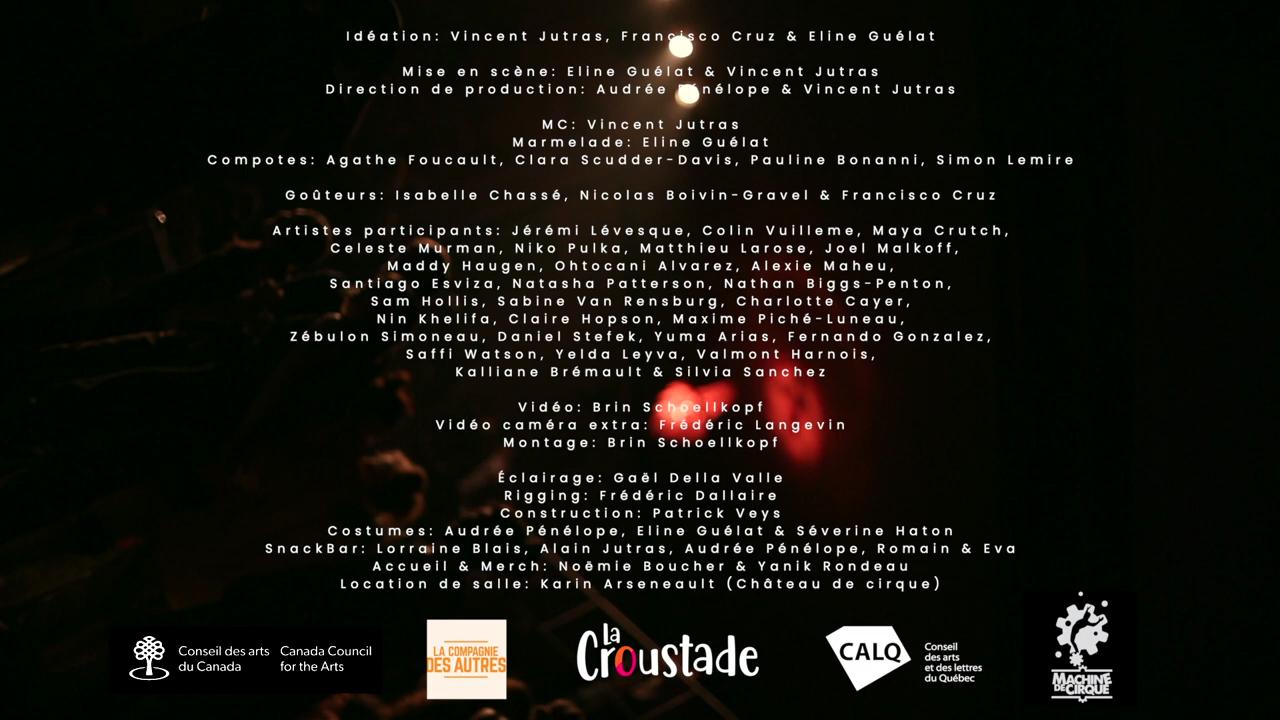 Idéation: Vincent Jutras, Francisco Cruz & Eline Guélat
Mise en scène: Eline Guélat & Vincent Jutras
Direction de production: Audrée Pénélope & Vincent Jutras
MC: Vincent Jutras
Marmelade: Eline Guélat
Compotes: Agathe Foucault, Clara Scudder-Davis, Pauline Bonanni, Simon Lemire
Goûteurs: Isabelle Chassé, Nicolas Boivin-Gravel & Francisco Cruz
Artistes participants: Jérémi Lévesque, Colin Vuilleme, Maya Crutch,
Celeste Murman, Niko Pulka, Matthieu Larose, Joel Malkoff,
Maddy Haugen, Ohtocani Alvarez, Alexie Maheu,
Santiago Esviza, Natasha Patterson, Nathan Biggs-Penton,
Sam Hollis, Sabine Van Rensburg, Charlotte Cayer,
Nin Khelifa, Claire Hopson, Maxime Piché-Luneau,
Zébulon Simoneau, Daniel Stefek, Yuma Arias, Fernando Gonzalez,
Saffi Watson, Yelda Leyva, Valmont Harnois,
Kalliane Brémault & Silvia Sanchez
Vidéo: Brin Schoellkopf
Vidéo caméra extra: Frédéric Langevin
Montage: Brin Schoellkopf
Éclairage: Gaël Della Valle
Rigging: Frédéric Dallaire
Construction: Patrick Veys
Costumes: Audrée Pénélope, Eline Guélat & Séverine Haton
SnackBar: Lorraine Blais, Alain Jutras, Audrée Pénélope, Romain & Eva
Accueil & Merch: Noëmie Boucher & Yanik Rondeau
Location de salle: Karin Arseneault (Château de cirque)
Conseil des arts
du Canada
Canada Council
for the Arts
LA COMPAGNIE
DES AUTRES
La
Croustade
CALQ
Conseil
des arts
et des lettres
du Québec
MACHINE
DE CIRQUE